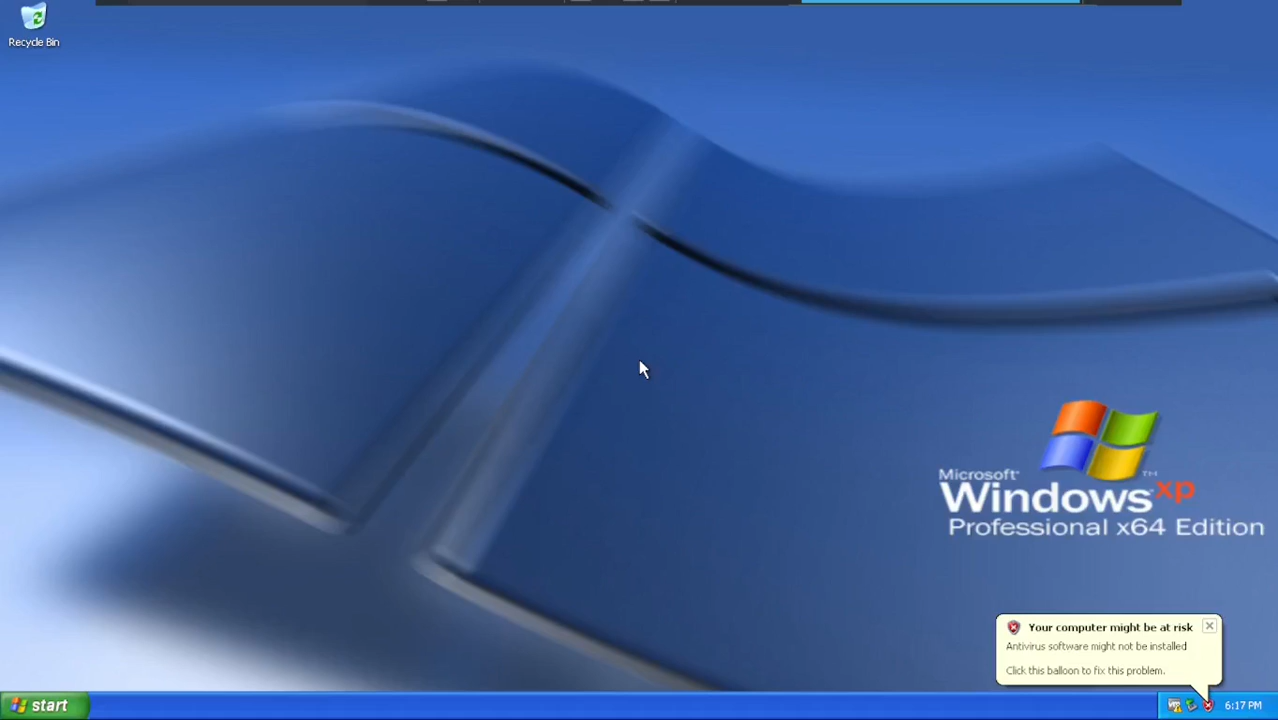 Recycle Bin
Microsoft
Windows xp
TM
Professional x64 Edition
Your computer might be at risk
Antivirus software might not be installed
Click this balloon to fix this problem.
start
6:17 PM